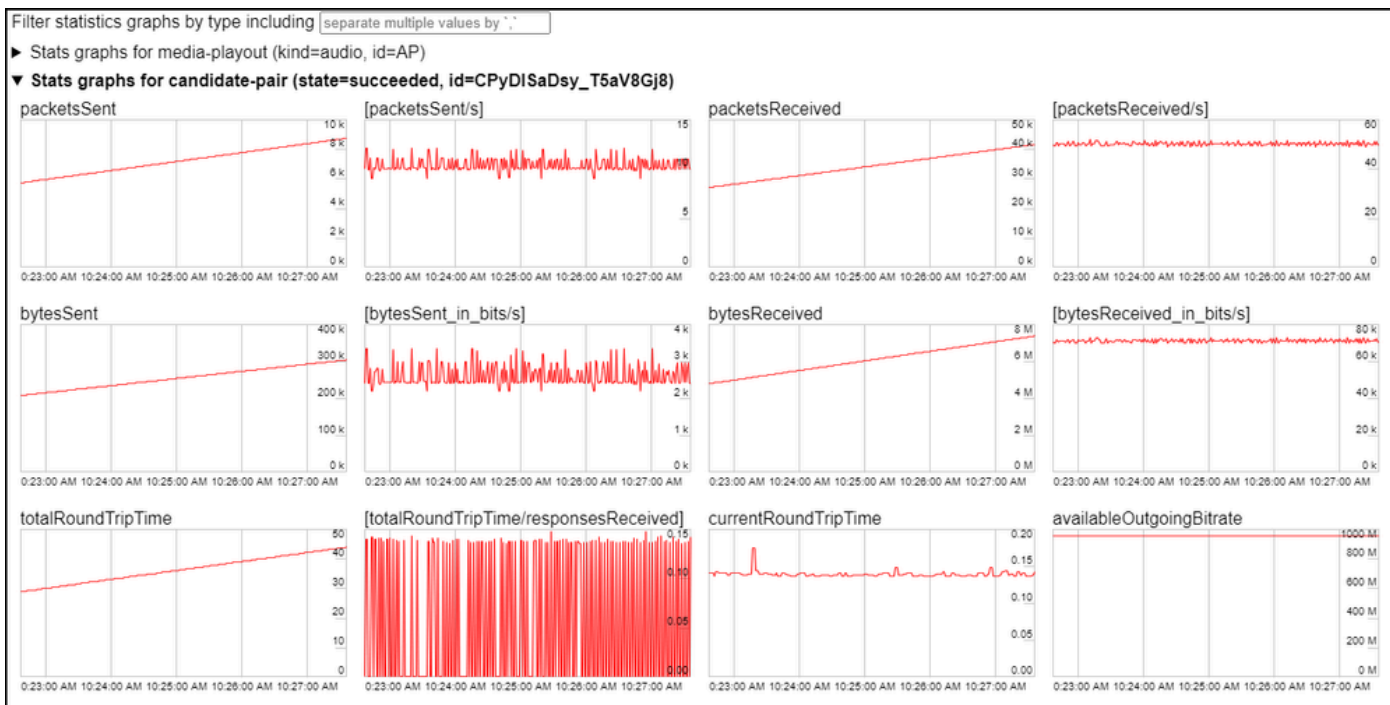 Filter statistics graphs by type including separate multiple values by `,`
▶ Stats graphs for media-playout (kind=audio, id=AP)
▼ Stats graphs for candidate-pair (state=succeeded, id=CPyDISaDsy_T5aV8Gj8)
packetsSent
10 k
8 k
6 k
4 k
2 k
0 k
0:23:00 AM 10:24:00 AM 10:25:00 AM 10:26:00 AM 10:27:00 AM
[packetsSent/s]
15
10
5
0
0:23:00 AM 10:24:00 AM 10:25:00 AM 10:26:00 AM 10:27:00 AM
packetsReceived
50 k
40 k
30 k
20 k
10 k
0 k
0:23:00 AM 10:24:00 AM 10:25:00 AM 10:26:00 AM 10:27:00 AM
[packetsReceived/s]
60
40
20
0
0:23:00 AM 10:24:00 AM 10:25:00 AM 10:26:00 AM 10:27:00 AM
bytesSent
400 k
300 k
200 k
100 k
0 k
0:23:00 AM 10:24:00 AM 10:25:00 AM 10:26:00 AM 10:27:00 AM
[bytesSent_in_bits/s]
4 k
3 k
2 k
1 k
0 k
0:23:00 AM 10:24:00 AM 10:25:00 AM 10:26:00 AM 10:27:00 AM
bytesReceived
8 M
6 M
4 M
2 M
0 M
0:23:00 AM 10:24:00 AM 10:25:00 AM 10:26:00 AM 10:27:00 AM
[bytesReceived_in_bits/s]
80 k
60 k
40 k
20 k
0 k
0:23:00 AM 10:24:00 AM 10:25:00 AM 10:26:00 AM 10:27:00 AM
totalRoundTripTime
50
40
30
20
10
0
0:23:00 AM 10:24:00 AM 10:25:00 AM 10:26:00 AM 10:27:00 AM
[totalRoundTripTime/responsesReceived]
0.15
0.10
0.05
0.00
0:23:00 AM 10:24:00 AM 10:25:00 AM 10:26:00 AM 10:27:00 AM
currentRoundTripTime
0.20
0.15
0.10
0.05
0.00
0:23:00 AM 10:24:00 AM 10:25:00 AM 10:26:00 AM 10:27:00 AM
availableOutgoingBitrate
1000 M
800 M
600 M
400 M
200 M
0 M
0:23:00 AM 10:24:00 AM 10:25:00 AM 10:26:00 AM 10:27:00 AM